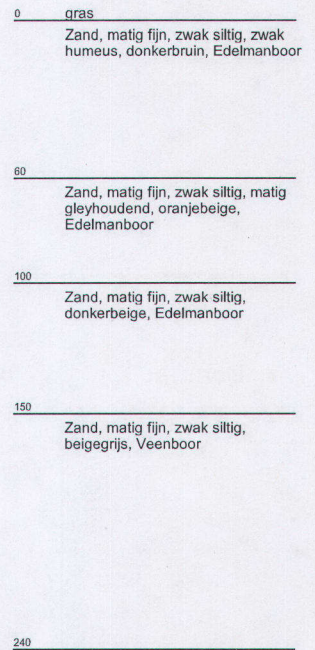 0 gras
Zand, matig fijn, zwak siltig, zwak
humeus, donkerbruin, Edelmanboor
60
Zand, matig fijn, zwak siltig, matig
gleyhoudend, oranjebeige,
Edelmanboor
100
Zand, matig fijn, zwak siltig,
donkerbeige, Edelmanboor
150
Zand, matig fijn, zwak siltig,
beigegrijs, Veenboor
240